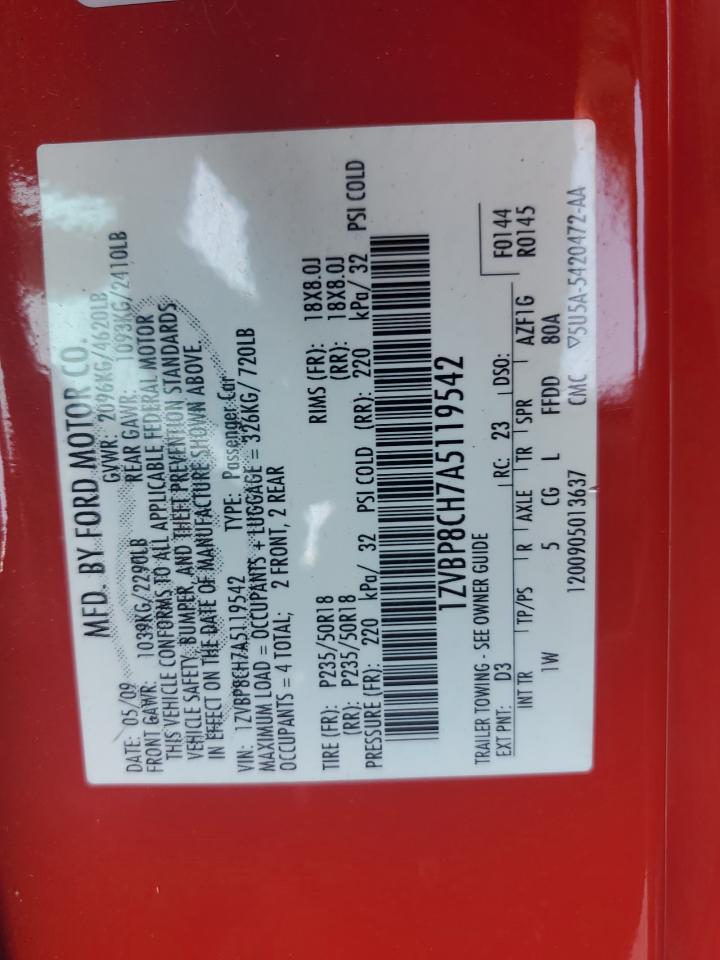 MFD. BY FORD MOTOR CO.
DATE: 05/09 GVWR: 2096KG/4620LB
FRONT GAWR: 1039KG/2290LB REAR GAWR: 1093KG/2410LB
THIS VEHICLE CONFORMS TO ALL APPLICABLE FEDERAL MOTOR
VEHICLE SAFETY, BUMPER, AND THEFT PREVENTION STANDARDS
IN EFFECT ON THE DATE OF MANUFACTURE SHOWN ABOVE.
VIN: 1ZVBP8CH7A5119542 TYPE: Passenger Car
MAXIMUM LOAD = OCCUPANTS + LUGGAGE = 326KG/ 720LB
OCCUPANTS = 4 TOTAL; 2 FRONT, 2 REAR
TIRE (FR): P235/50R18 RIMS (FR): 18X8.0J
(RR): P235/50R18 (RR): 18X8.0J
PRESSURE (FR): 220 kPa/ 32 PSI COLD (RR): 220 kPa/ 32 PSI COLD
1ZVBP8CH7A5119542
TRAILER TOWING - SEE OWNER GUIDE F0144
EXT PNT: D3 RC: 23 DSO: R0145
INT TR TP/PS R AXLE TR SPR AZF1G
1W 5 CG L FFDD 80A
1200905013637 CMC ▽5U5A-5420472-AA